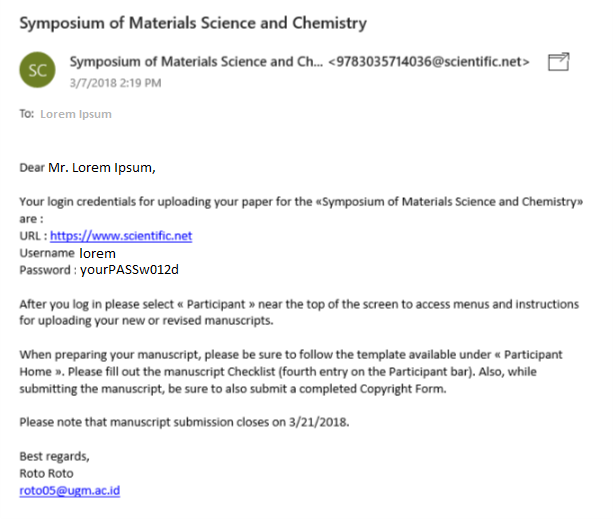 Symposium of Materials Science and Chemistry
SC
Symposium of Materials Science and Ch... <9783035714036@scientific.net>
3/7/2018 2:19 PM
To: Lorem Ipsum
Dear Mr. Lorem Ipsum,
Your login credentials for uploading your paper for the «Symposium of Materials Science and Chemistry»
are :
URL : https://www.scientific.net
Username lorem
Password : yourPASSw012d
After you log in please select « Participant » near the top of the screen to access menus and instructions
for uploading your new or revised manuscripts.
When preparing your manuscript, please be sure to follow the template available under « Participant
Home ». Please fill out the manuscript Checklist (fourth entry on the Participant bar). Also, while
submitting the manuscript, be sure to also submit a completed Copyright Form.
Please note that manuscript submission closes on 3/21/2018.
Best regards,
Roto Roto
roto05@ugm.ac.id